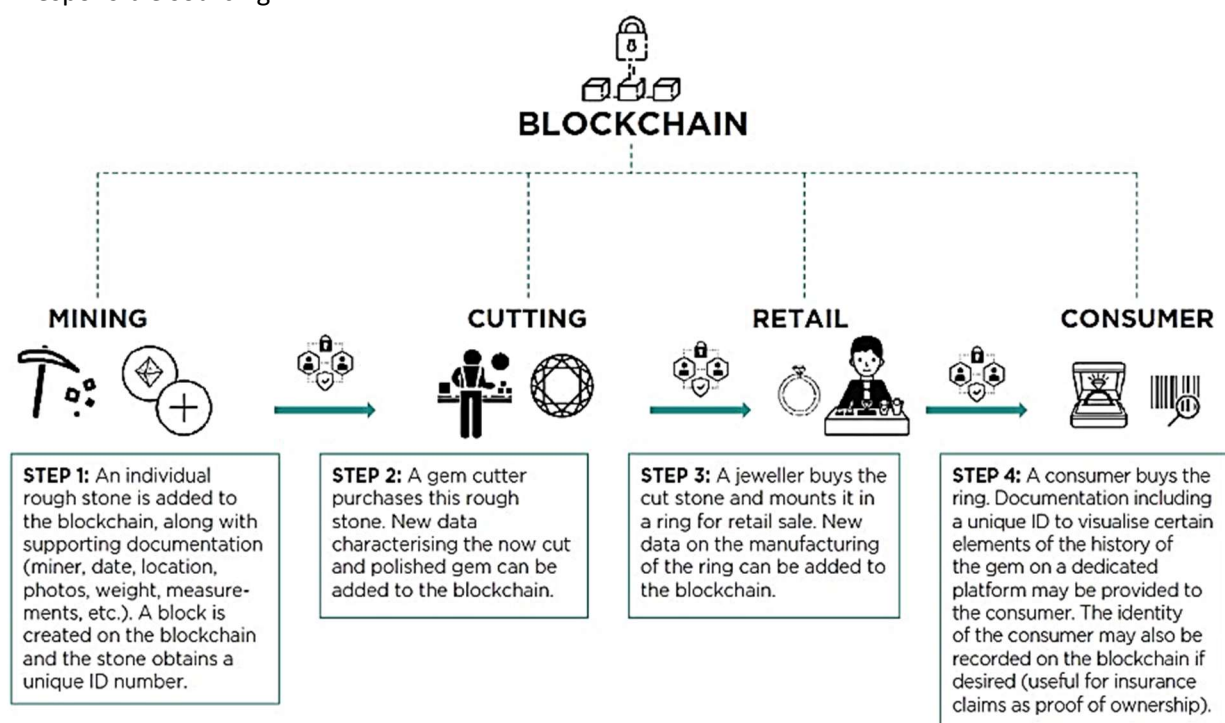 BLOCKCHAIN
MINING
CUTTING
RETAIL
CONSUMER
STEP 1: An individual
rough stone is added to
the blockchain, along with
supporting documentation
(miner, date, location,
photos, weight, measure-
ments, etc.). A block is
created on the blockchain
and the stone obtains a
unique ID number.
STEP 2: A gem cutter
purchases this rough
stone. New data
characterising the now cut
and polished gem can be
added to the blockchain.
STEP 3: A jeweller buys the
cut stone and mounts it in
a ring for retail sale. New
data on the manufacturing
of the ring can be added to
the blockchain.
STEP 4: A consumer buys the
ring. Documentation including
a unique ID to visualise certain
elements of the history of
the gem on a dedicated
platform may be provided to
the consumer. The identity
of the consumer may also be
recorded on the blockchain if
desired (useful for insurance
claims as proof of ownership).